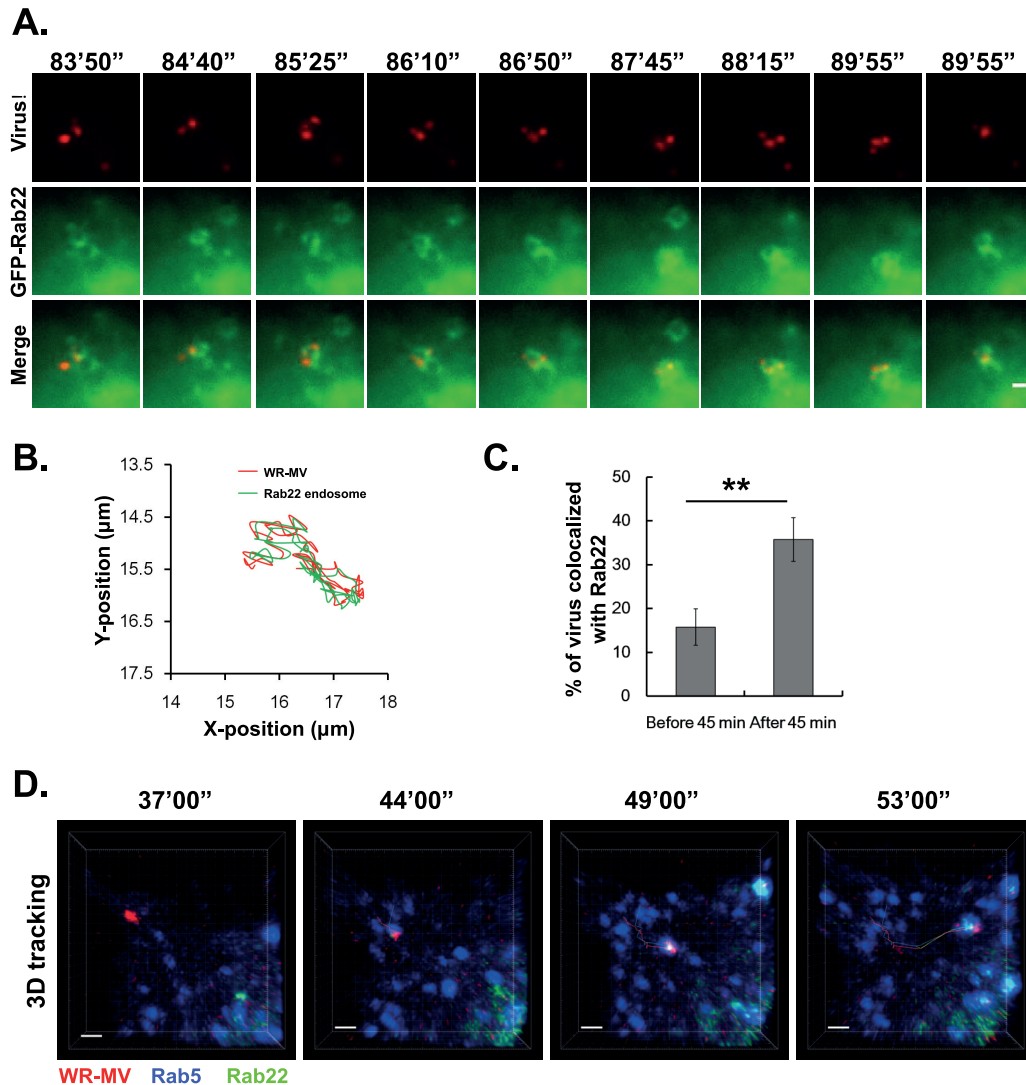 A.
83’50” 84’40” 85’25” 86’10” 86’50” 87’45” 88’15” 89’55” 89’55”
Virus!
GFP-Rab22
Merge
B.
13.5
14.5
15.5
16.5
17.5
14 15 16 17 18
Y-position (µm)
X-position (µm)
WR-MV
Rab22 endosome
C.
50
40
30
20
10
0
% of virus colocalized
with Rab22
**
Before 45 min After 45 min
D.
37’00” 44’00” 49’00” 53’00”
3D tracking
WR-MV Rab5 Rab22